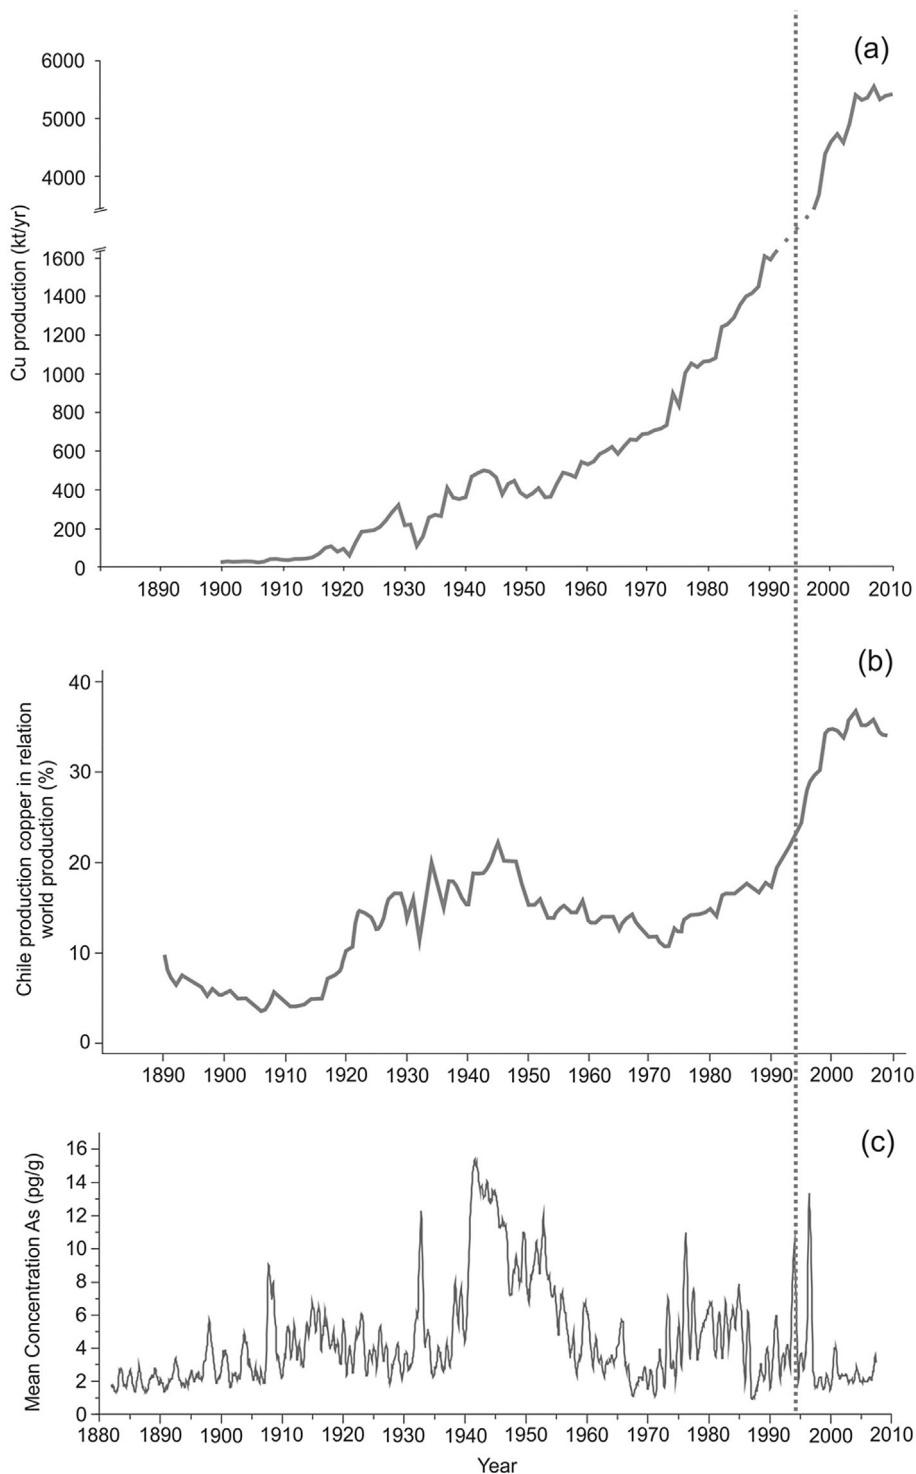 (a)
6000
5000
4000
1600
1400
1200
1000
800
600
400
200
0
Cu production (kt/yr)
1890 1900 1910 1920 1930 1940 1950 1960 1970 1980 1990 2000 2010
(b)
40
30
20
10
0
Chile production copper in relation
world production (%)
1890 1900 1910 1920 1930 1940 1950 1960 1970 1980 1990 2000 2010
(c)
16
14
12
10
8
6
4
2
0
Mean Concentration As (pg/g)
1880 1890 1900 1910 1920 1930 1940 1950 1960 1970 1980 1990 2000 2010
Year